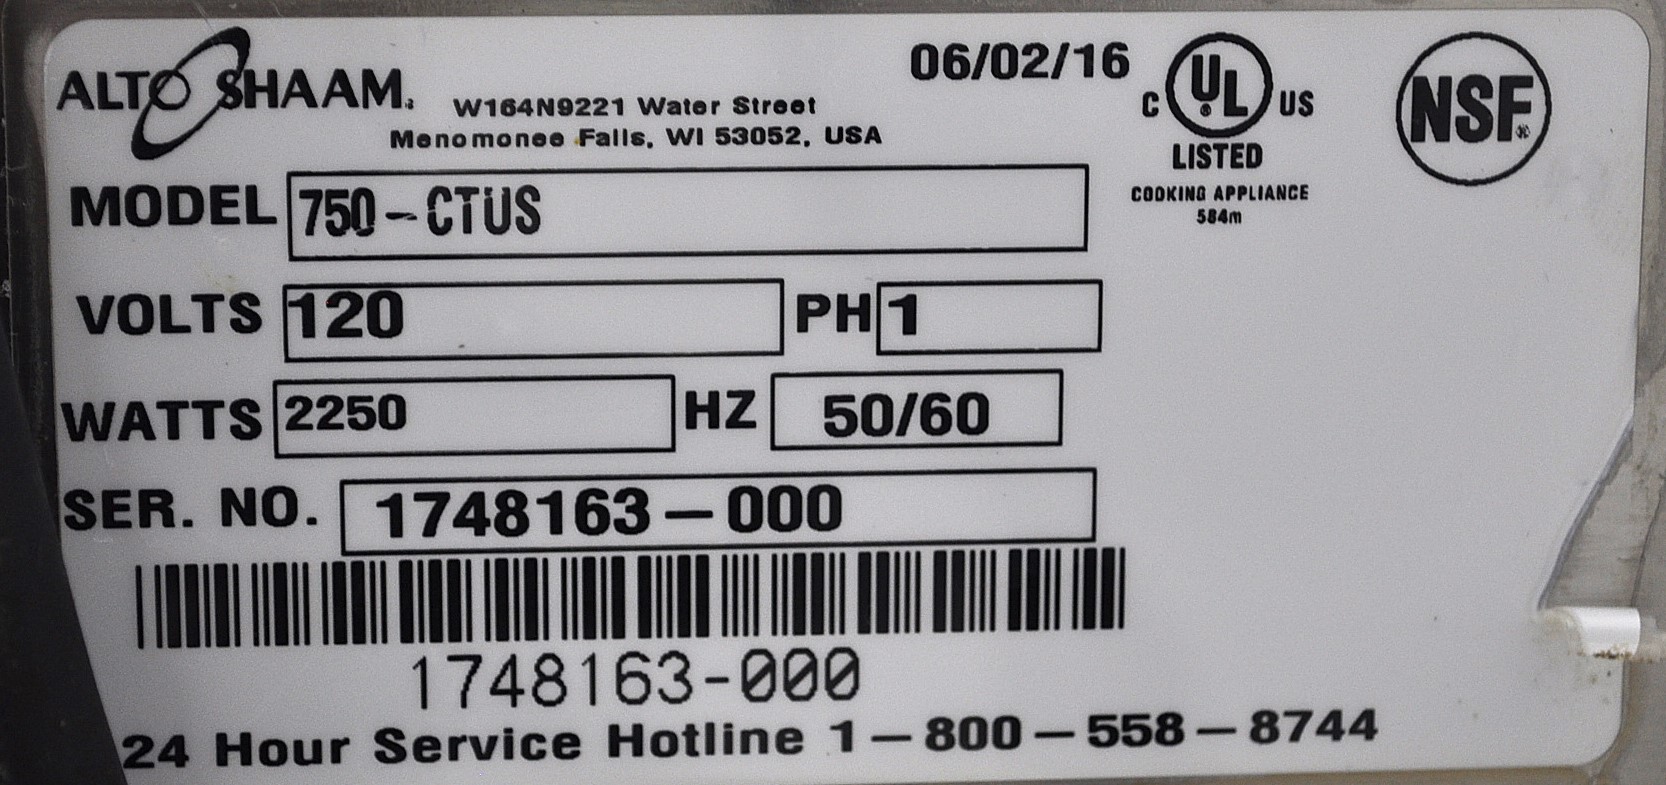 ALTO SHAAM®
W164N9221 Water Street
Menomonee Falls, WI 53052, USA
06/02/16
C UL® US
LISTED
COOKING APPLIANCE
584m
NSF®
MODEL 750-CTUS
VOLTS 120 PH 1
WATTS 2250 HZ 50/60
SER. NO. 1748163-000
1748163-000
24 Hour Service Hotline 1-800-558-8744